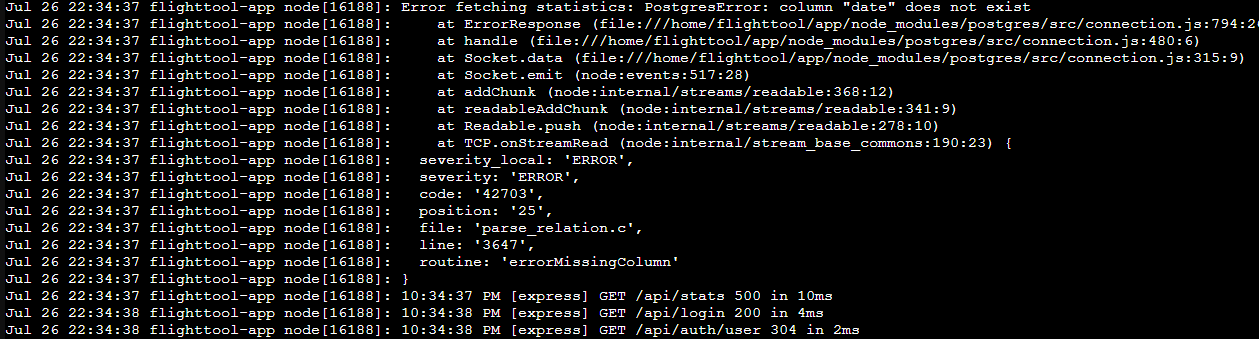 Jul 26 22:34:37 flighttool-app node[16188]: Error fetching statistics: PostgresError: column "date" does not exist
Jul 26 22:34:37 flighttool-app node[16188]:     at ErrorResponse (file:///home/flighttool/app/node_modules/postgres/src/connection.js:794:2
Jul 26 22:34:37 flighttool-app node[16188]:     at handle (file:///home/flighttool/app/node_modules/postgres/src/connection.js:480:6)
Jul 26 22:34:37 flighttool-app node[16188]:     at Socket.data (file:///home/flighttool/app/node_modules/postgres/src/connection.js:315:9)
Jul 26 22:34:37 flighttool-app node[16188]:     at Socket.emit (node:events:517:28)
Jul 26 22:34:37 flighttool-app node[16188]:     at addChunk (node:internal/streams/readable:368:12)
Jul 26 22:34:37 flighttool-app node[16188]:     at readableAddChunk (node:internal/streams/readable:341:9)
Jul 26 22:34:37 flighttool-app node[16188]:     at Readable.push (node:internal/streams/readable:278:10)
Jul 26 22:34:37 flighttool-app node[16188]:     at TCP.onStreamRead (node:internal/stream_base_commons:190:23) {
Jul 26 22:34:37 flighttool-app node[16188]:   severity_local: 'ERROR',
Jul 26 22:34:37 flighttool-app node[16188]:   severity: 'ERROR',
Jul 26 22:34:37 flighttool-app node[16188]:   code: '42703',
Jul 26 22:34:37 flighttool-app node[16188]:   position: '25',
Jul 26 22:34:37 flighttool-app node[16188]:   file: 'parse_relation.c',
Jul 26 22:34:37 flighttool-app node[16188]:   line: '3647',
Jul 26 22:34:37 flighttool-app node[16188]:   routine: 'errorMissingColumn'
Jul 26 22:34:37 flighttool-app node[16188]: }
Jul 26 22:34:37 flighttool-app node[16188]: 10:34:37 PM [express] GET /api/stats 500 in 10ms
Jul 26 22:34:38 flighttool-app node[16188]: 10:34:38 PM [express] GET /api/login 200 in 4ms
Jul 26 22:34:38 flighttool-app node[16188]: 10:34:38 PM [express] GET /api/auth/user 304 in 2ms